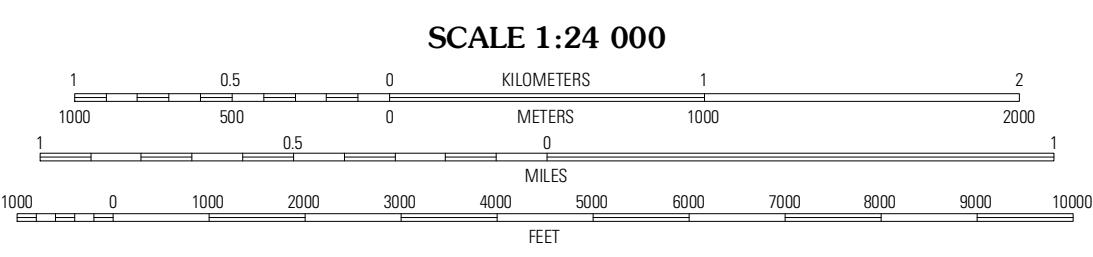 SCALE 1:24 000
1 0.5 0 KILOMETERS 1 2
1000 500 0 METERS 1000 2000
1 0.5 0 1
MILES
1000 0 1000 2000 3000 4000 5000 6000 7000 8000 9000 10000
FEET